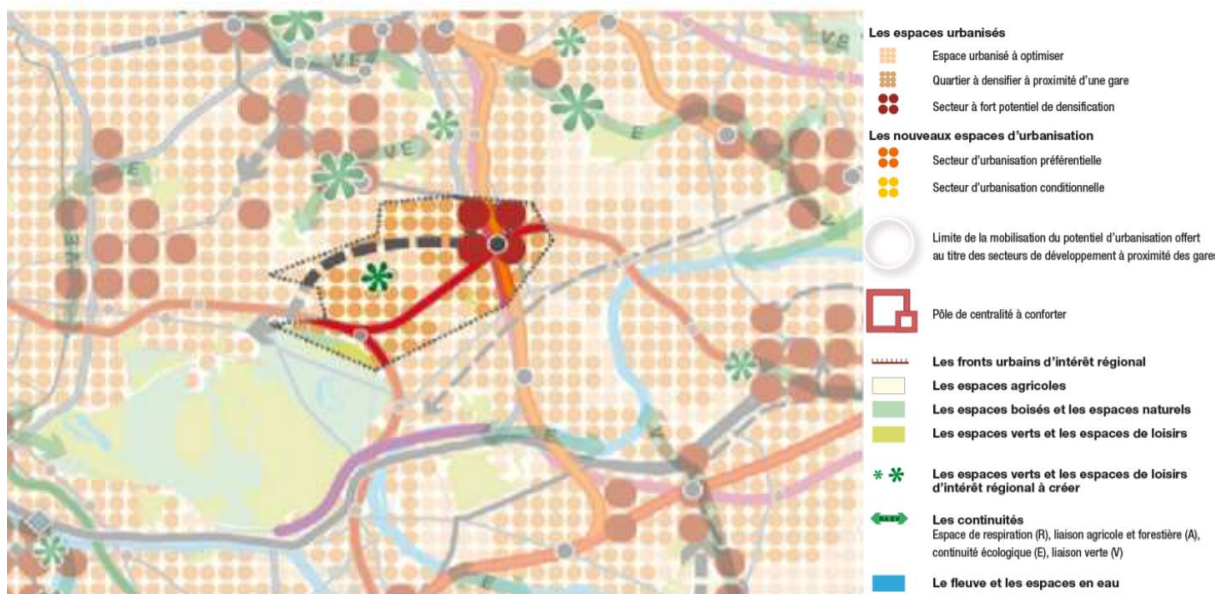 Les espaces urbanisés
Espace urbanisé à optimiser
Quartier à densifier à proximité d'une gare
Secteur à fort potentiel de densification
Les nouveaux espaces d'urbanisation
Secteur d'urbanisation préférentielle
Secteur d'urbanisation conditionnelle
Limite de la mobilisation du potentiel d'urbanisation offert
au titre des secteurs de développement à proximité des gares
Pôle de centralité à conforter
Les fronts urbains d'intérêt régional
Les espaces agricoles
Les espaces boisés et les espaces naturels
Les espaces verts et les espaces de loisirs
Les espaces verts et les espaces de loisirs
d'intérêt régional à créer
Les continuités
Espace de respiration (R), liaison agricole et forestière (A),
continuité écologique (E), liaison verte (V)
Le fleuve et les espaces en eau
VE
VE
E
VE
VE
VE
V
E
V
E